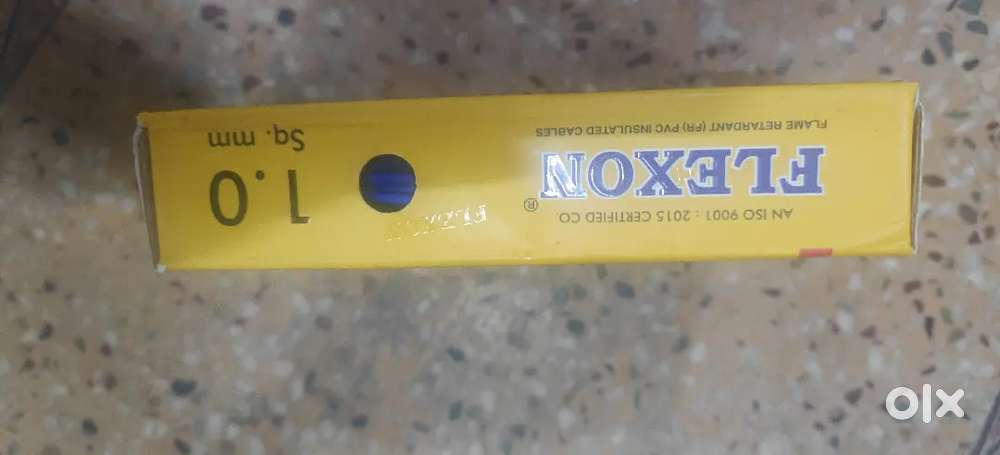 AN ISO 9001 : 2015 CERTIFIED CO.
FLEXON®
FLAME RETARDANT (FR) PVC INSULATED CABLES
FLEXON
1.0
Sq. mm
olx